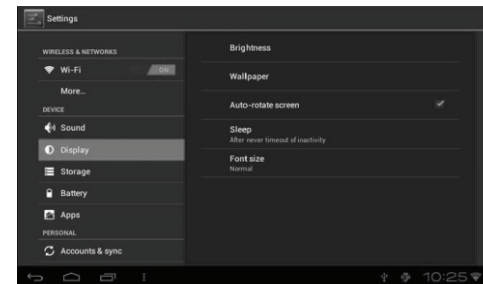 Settings
WIRELESS & NETWORKS
Wi-Fi ON
More...
DEVICE
Sound
Display
Storage
Battery
Apps
PERSONAL
Accounts & sync
Brightness
Wallpaper
Auto-rotate screen
Sleep
After never timeout of inactivity
Font size
Normal
10:25